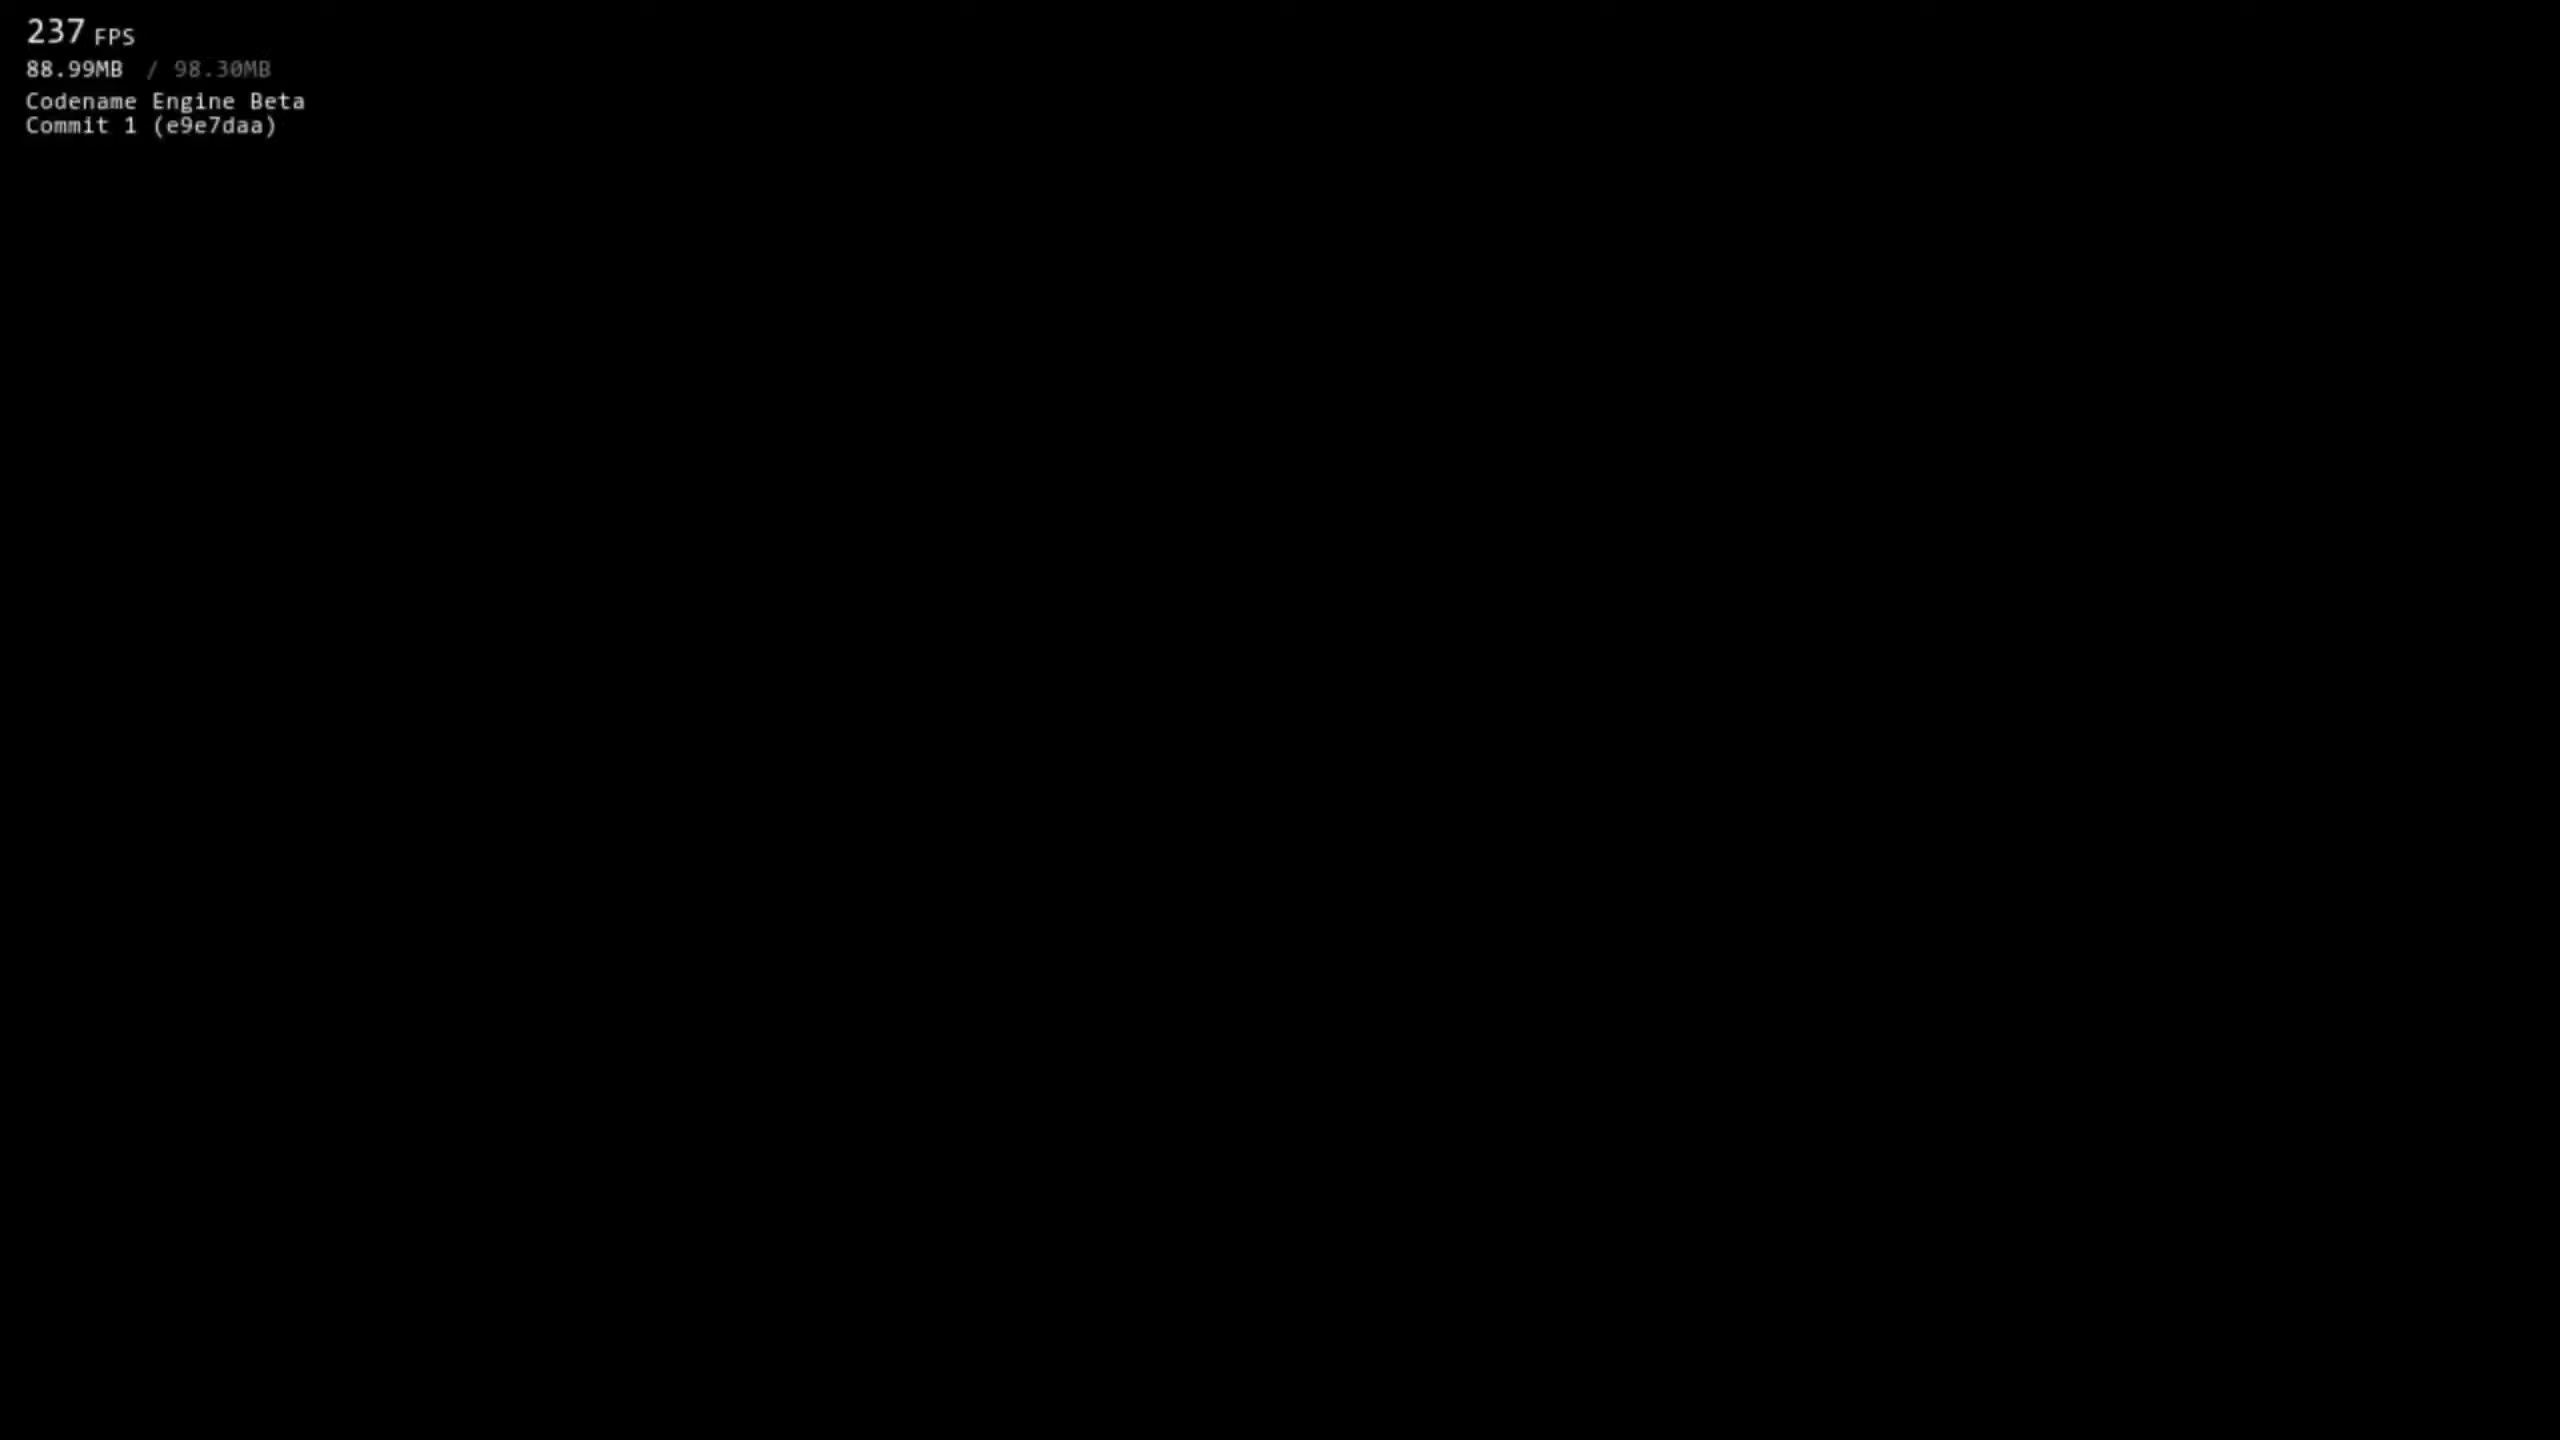 237 FPS
88.99MB / 98.30MB
Codename Engine Beta
Commit 1 (e9e7daa)